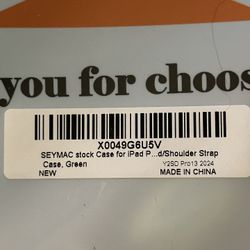 you for choos
X0049G6U5V
SEYMAC stock Case for iPad P...d/Shoulder Strap
Case, Green
Y2SD Pro13 2024
NEW
MADE IN CHINA